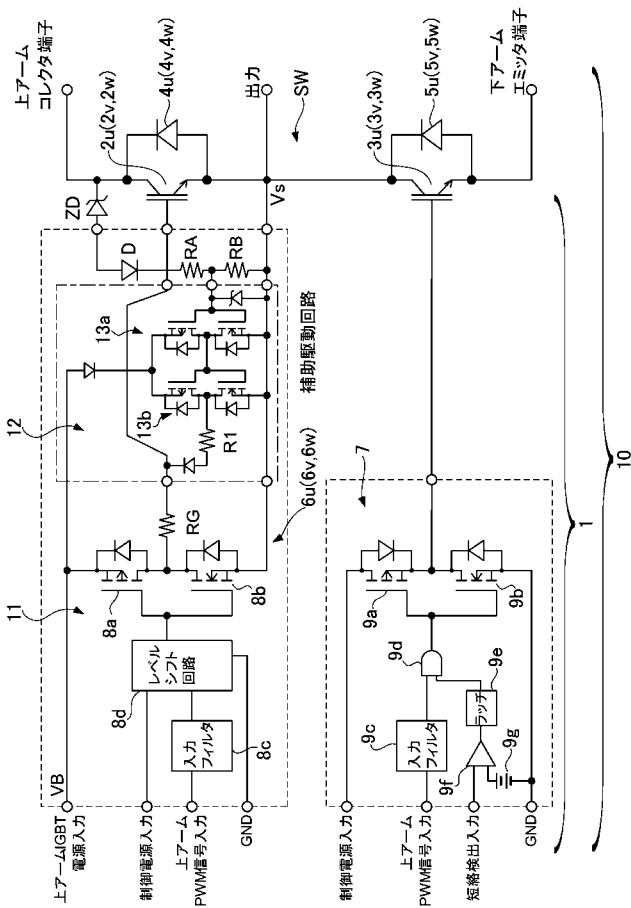 上アーム
コレクタ端子
4u(4v,4w)
出力
SW
下アーム
エミッタ端子
5u(5v,5w)
2u(2v,2w)
3u(3v,3w)
ZD
Vs
D
RA
RB
13a
13b
補助駆動回路
12
R1
RG
6u(6v,6w)
7
1
10
11
8a
8b
レベル
シフト
回路
8d
入力
フィルタ
8c
VB
上アームIGBT
電源入力
制御電源入力
上アーム
PWM信号入力
GND
9a
9b
9d
9e
ラッチ
9c
入力
フィルタ
9f
9g
制御電源入力
上アーム
PWM信号入力
短絡検出入力
GND